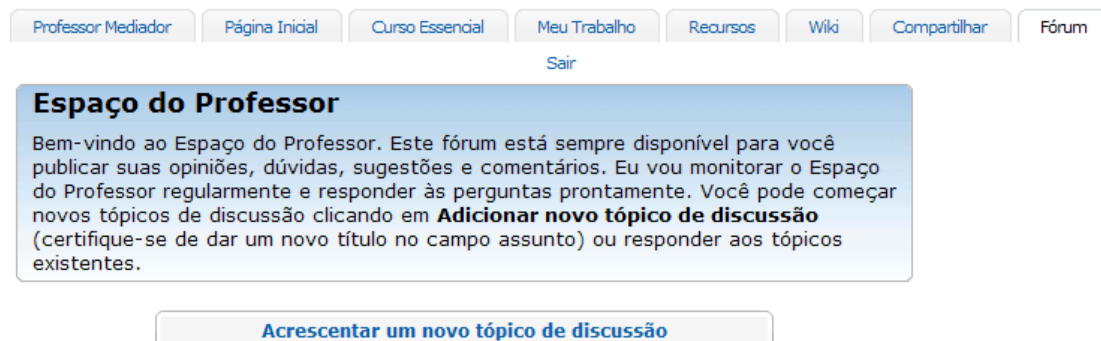 Professor Mediador Página Inicial Curso Essencial Meu Trabalho Recursos Wiki Compartilhar Fórum
Sair
Espaço do Professor
Bem-vindo ao Espaço do Professor. Este fórum está sempre disponível para você
publicar suas opiniões, dúvidas, sugestões e comentários. Eu vou monitorar o Espaço
do Professor regularmente e responder às perguntas prontamente. Você pode começar
novos tópicos de discussão clicando em Adicionar novo tópico de discussão
(certifique-se de dar um novo título no campo assunto) ou responder aos tópicos
existentes.
Acrescentar um novo tópico de discussão